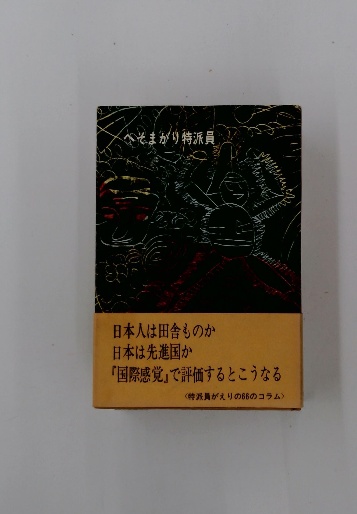 へそまがり特派員
日本人は田舎ものか
日本は先進国か
『国際感覚』で評価するとこうなる
〈特派員がえりの66のコラム〉